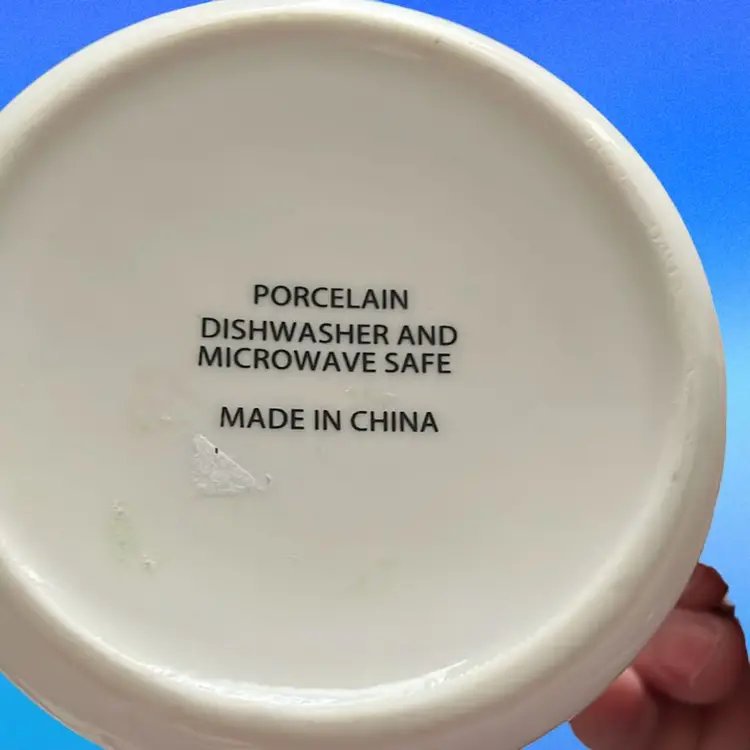 PORCELAIN
DISHWASHER AND
MICROWAVE SAFE
MADE IN CHINA